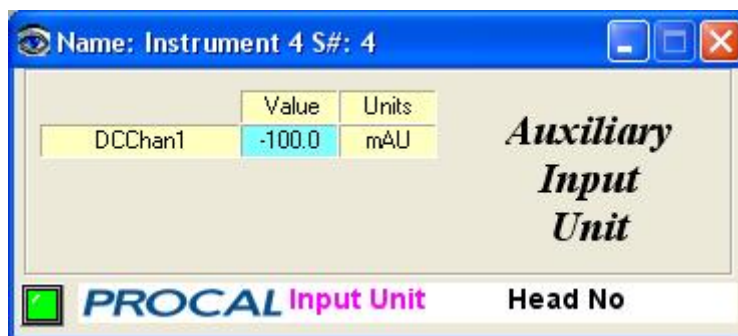 Name: Instrument 4 S#: 4
Value Units
DCChan1 -100.0 mAU
Auxiliary
Input
Unit
PROCAL Input Unit Head No